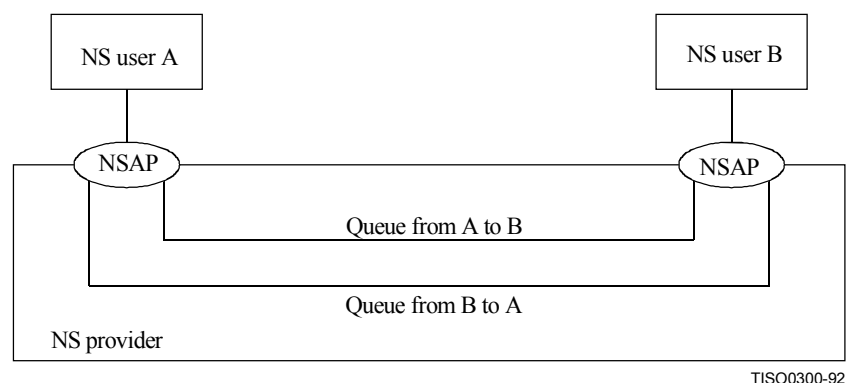 NS user A
NS user B
NSAP
NSAP
Queue from A to B
Queue from B to A
NS provider
TISO0300-92